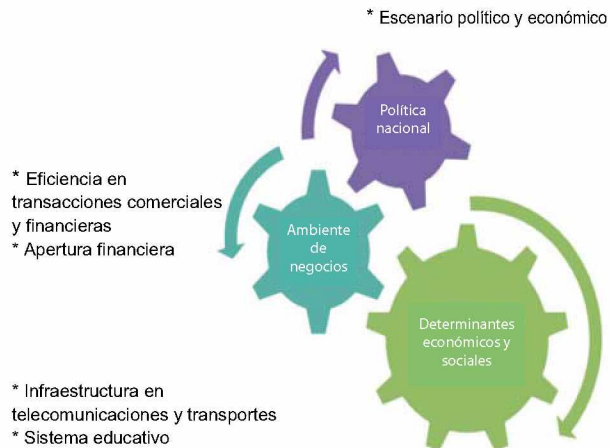 * Escenario político y económico
Política
nacional
* Eficiencia en
transacciones comerciales
y financieras
* Apertura financiera
Ambiente
de
negocios
Determinantes
económicos y
sociales
* Infraestructura en
telecomunicaciones y transportes
* Sistema educativo